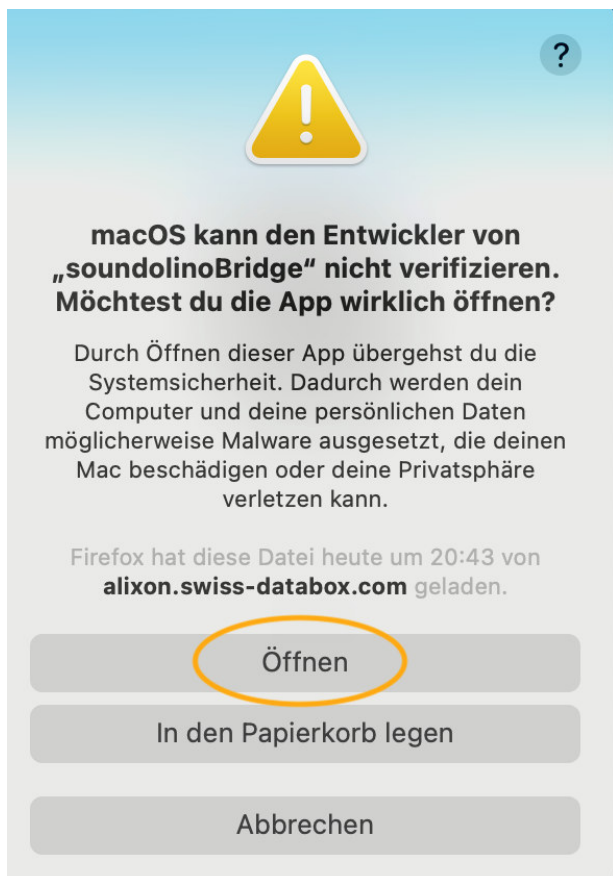 ?
macOS kann den Entwickler von
„soundolinoBridge“ nicht verifizieren.
Möchtest du die App wirklich öffnen?
Durch Öffnen dieser App übergehst du die
Systemsicherheit. Dadurch werden dein
Computer und deine persönlichen Daten
möglicherweise Malware ausgesetzt, die deinen
Mac beschädigen oder deine Privatsphäre
verletzen kann.
Firefox hat diese Datei heute um 20:43 von
alixon.swiss-databox.com geladen.
Öffnen
In den Papierkorb legen
Abbrechen